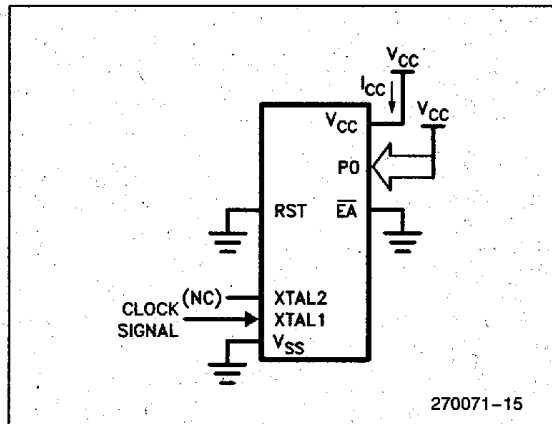 VCC
ICC
VCC
VCC
P0
RST
EA
(NC)
XTAL2
CLOCK SIGNAL
XTAL1
VSS
270071-15